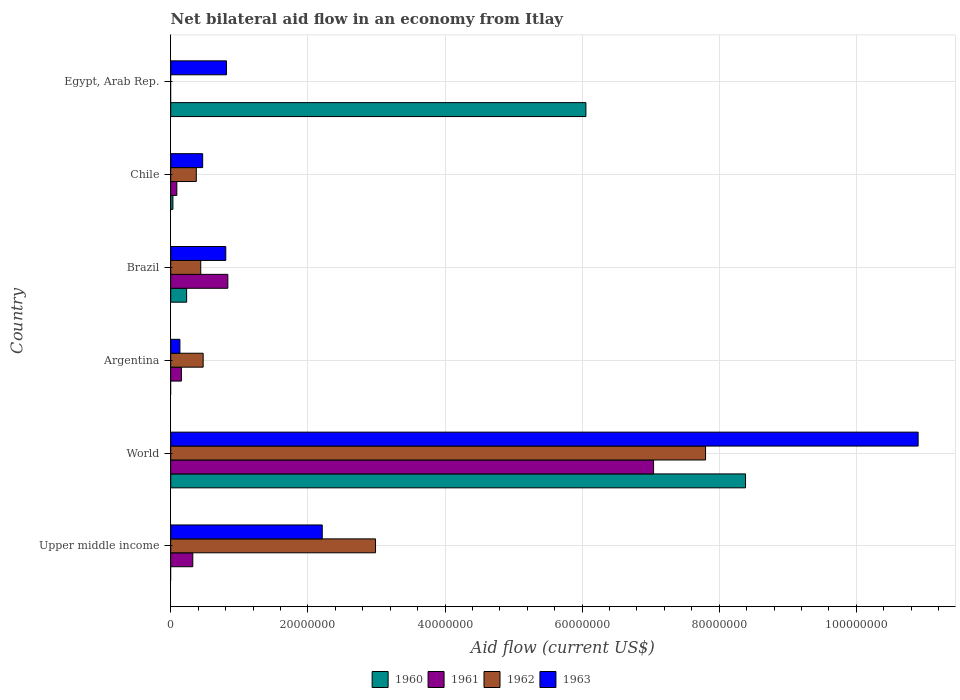 Net bilateral aid flow in an economy from Itlay
Egypt, Arab Rep.
Chile
Brazil
Argentina
World
Upper middle income
Country
0
20000000
40000000
60000000
80000000
100000000
Aid flow (current US$)
1960
1961
1962
1963